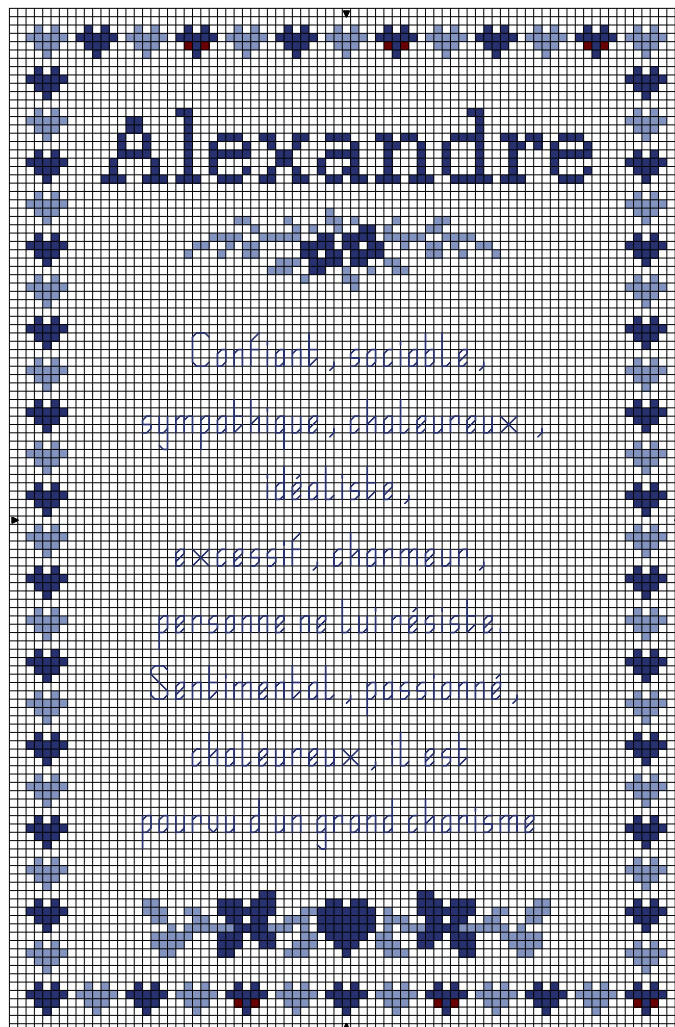 Alexandre
Confiant, sociable,
sympathique, chaleureux ,
idéaliste,
excessif, charmeur,
personne ne lui résiste.
Sentimental, passionné,
chaleureux, il est
pourvu d'un grand charisme